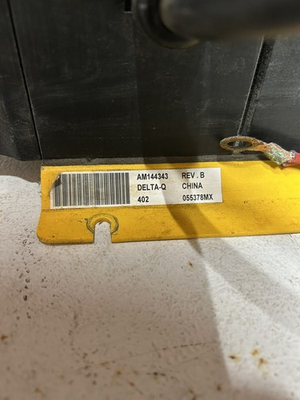 AM144343 REV. B
DELTA-Q CHINA
402 055378MX